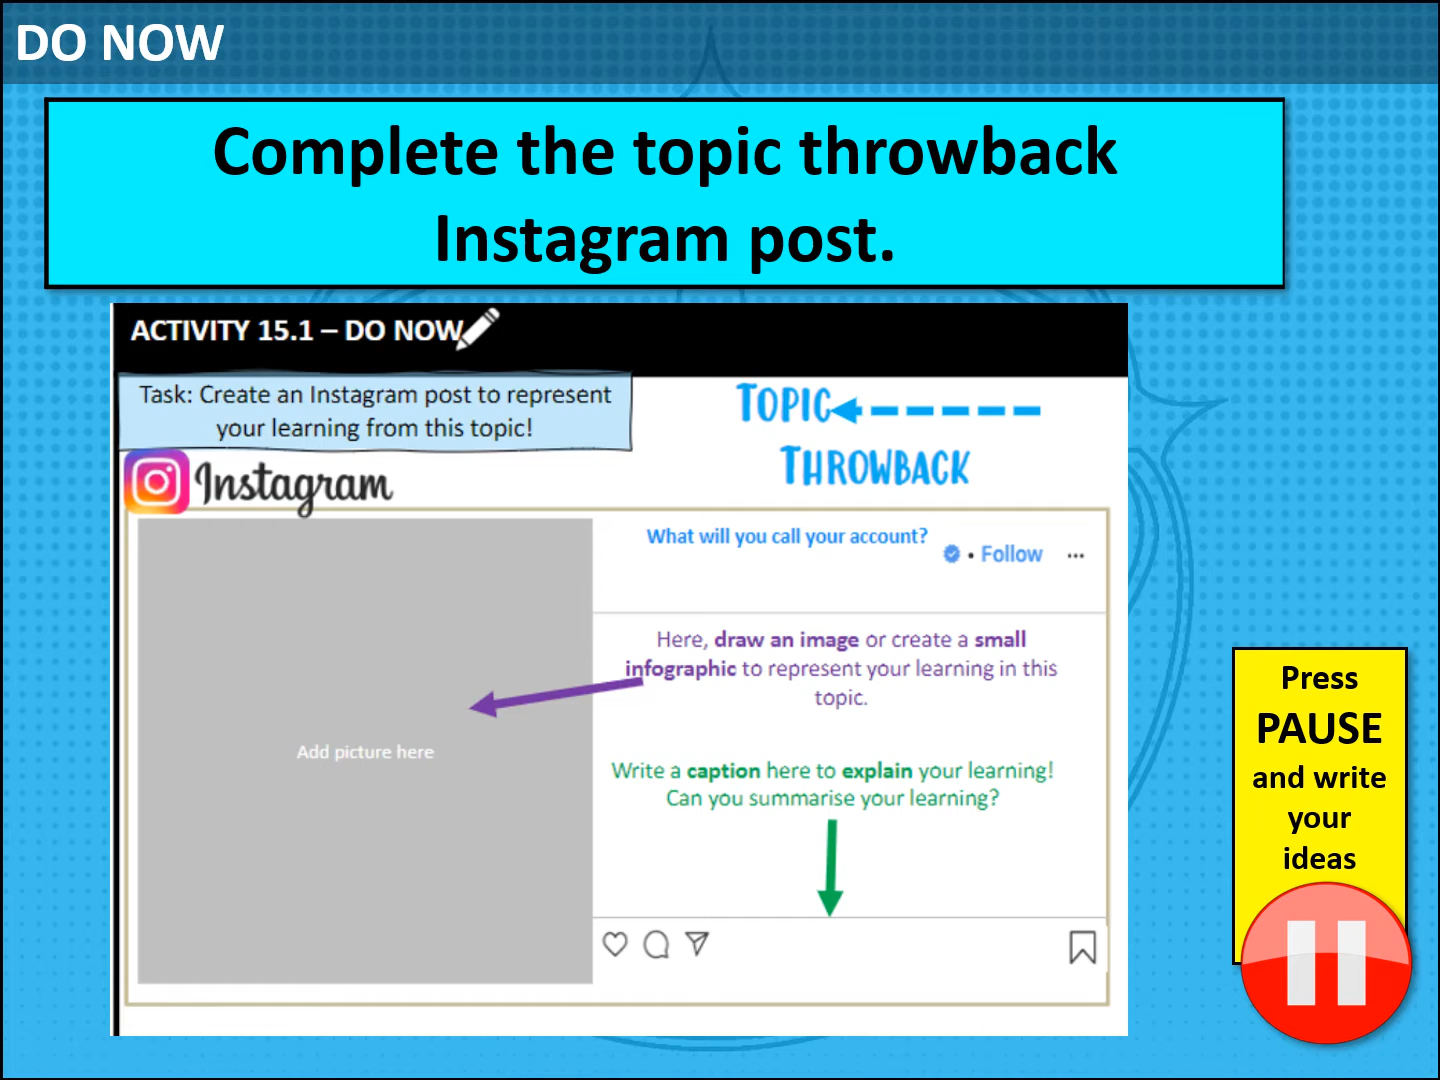 DO NOW
Complete the topic throwback
Instagram post.
ACTIVITY 15.1 – DO NOW
Task: Create an Instagram post to represent
your learning from this topic!
TOPIC
THROWBACK
Instagram
What will you call your account?
• Follow ...
Here, draw an image or create a small
infographic to represent your learning in this
topic.
Add picture here
Write a caption here to explain your learning!
Can you summarise your learning?
Press
PAUSE
and write
your
ideas